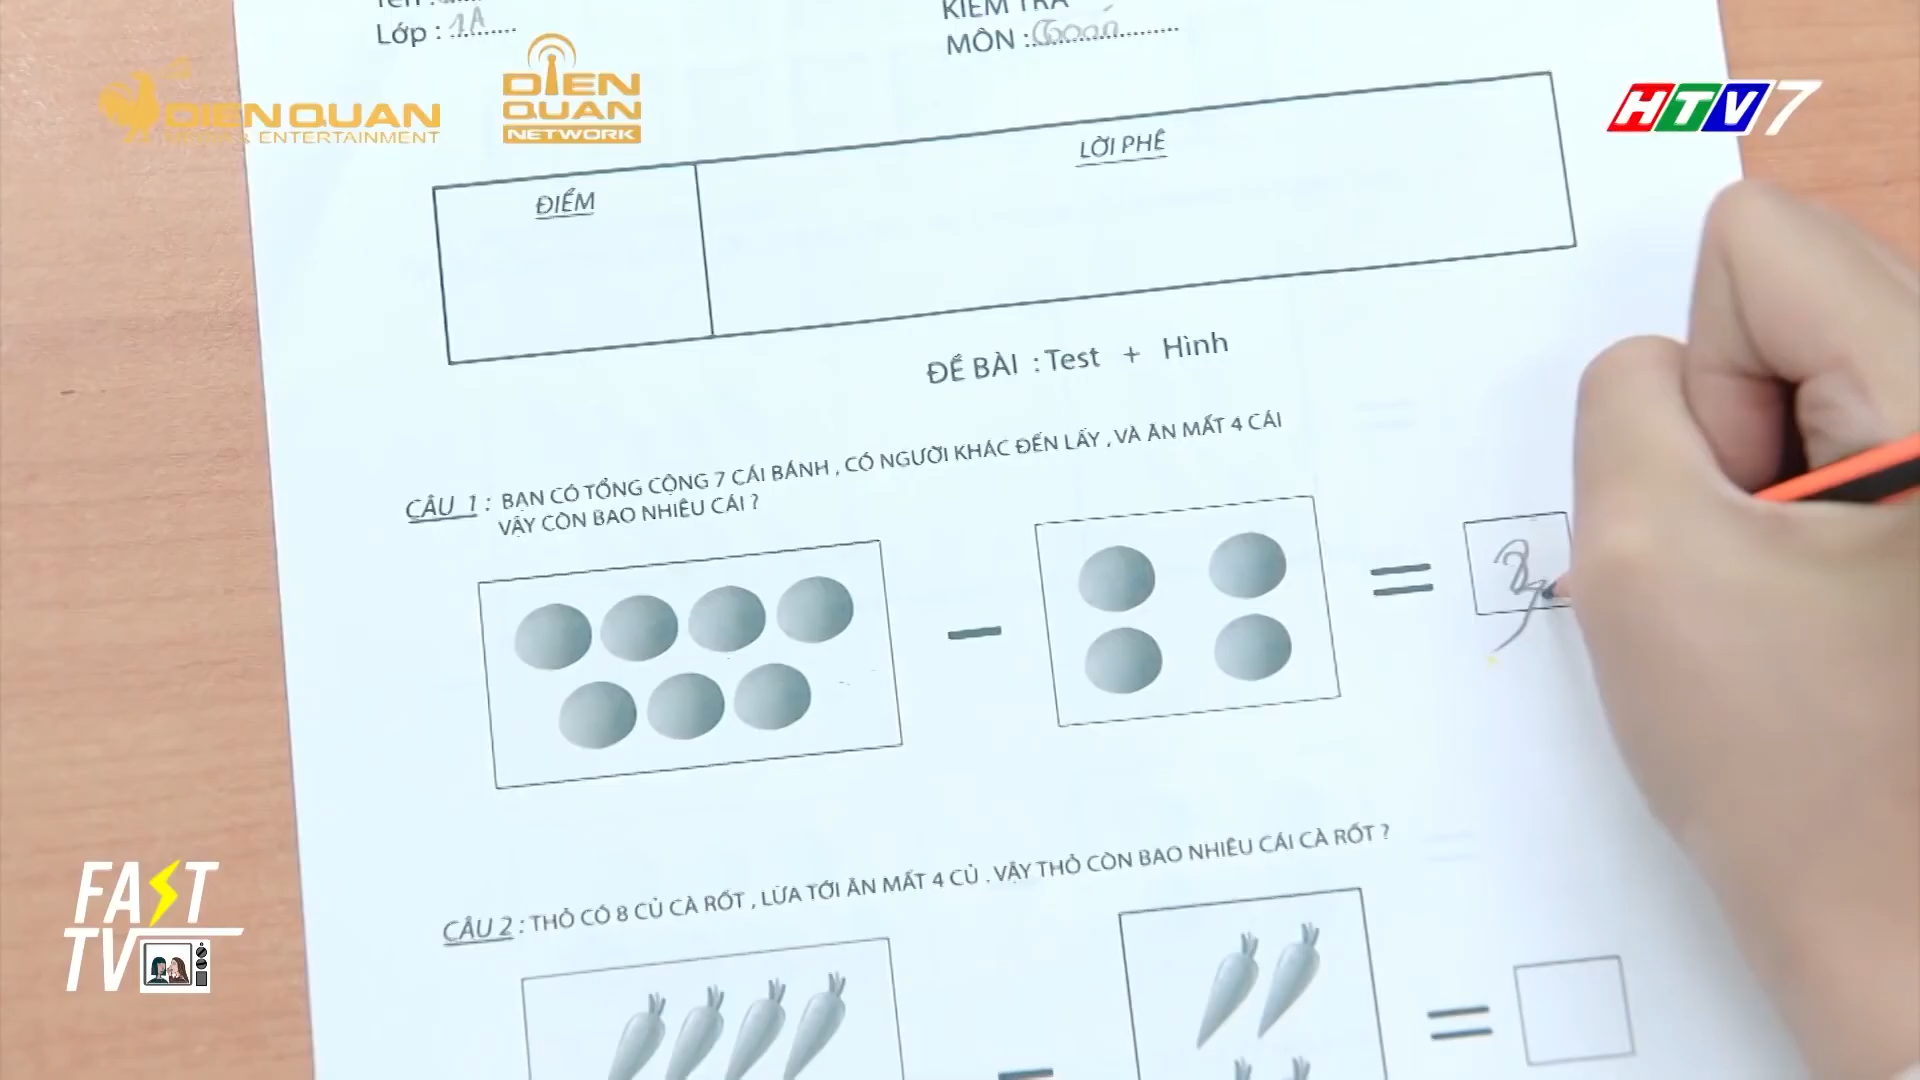 Lớp : 1A
KIỂM TRA
MÔN : Toán
DIENQUAN
& ENTERTAINMENT
DIEN
QUAN
NETWORK
HTV7
ĐIỂM
LỜI PHÊ
ĐỀ BÀI : Test + Hình
CÂU 1 : BẠN CÓ TỔNG CỘNG 7 CÁI BÁNH , CÓ NGƯỜI KHÁC ĐẾN LẤY , VÀ ĂN MẤT 4 CÁI
VẬY CÒN BAO NHIÊU CÁI ?
− =
CÂU 2 : THỎ CÓ 8 CỦ CÀ RỐT , LỪA TỚI ĂN MẤT 4 CỦ . VẬY THỎ CÒN BAO NHIÊU CÁI CÀ RỐT ?
− =
FAST
TV